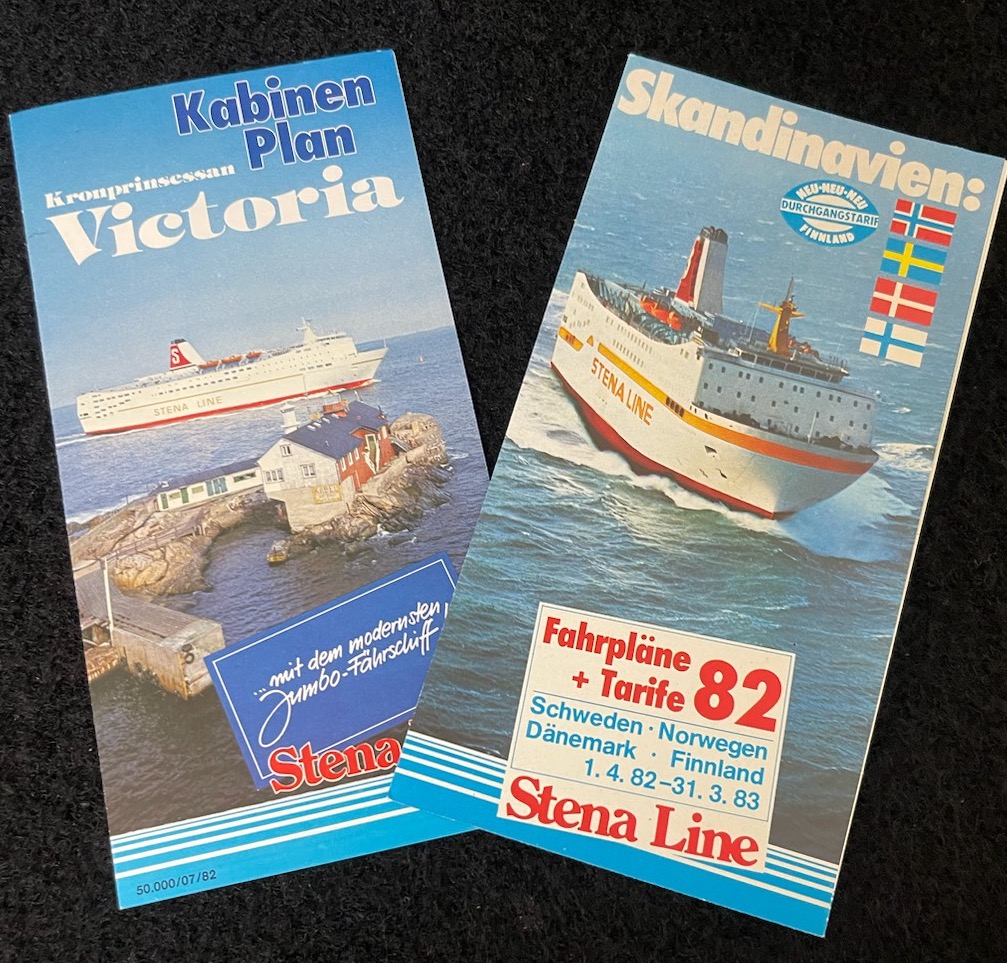 Kabinen
Plan
Kronprinsessan
Victoria
S
STENA LINE
... mit dem modernsten
Jumbo-Fährschiff
Stena
50.000/07/82
Skandinavien:
NEU-NEU-NEU
DURCHGANGSTARIF
FINNLAND
STENA LINE
Fahrpläne
+ Tarife 82
Schweden · Norwegen
Dänemark · Finnland
1. 4. 82–31. 3. 83
Stena Line